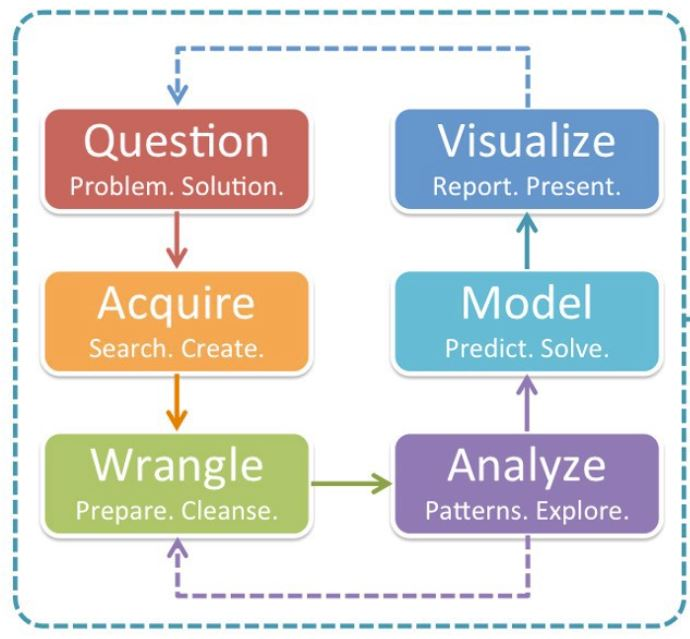 Question
Problem. Solution.
Acquire
Search. Create.
Wrangle
Prepare. Cleanse.
Analyze
Patterns. Explore.
Model
Predict. Solve.
Visualize
Report. Present.